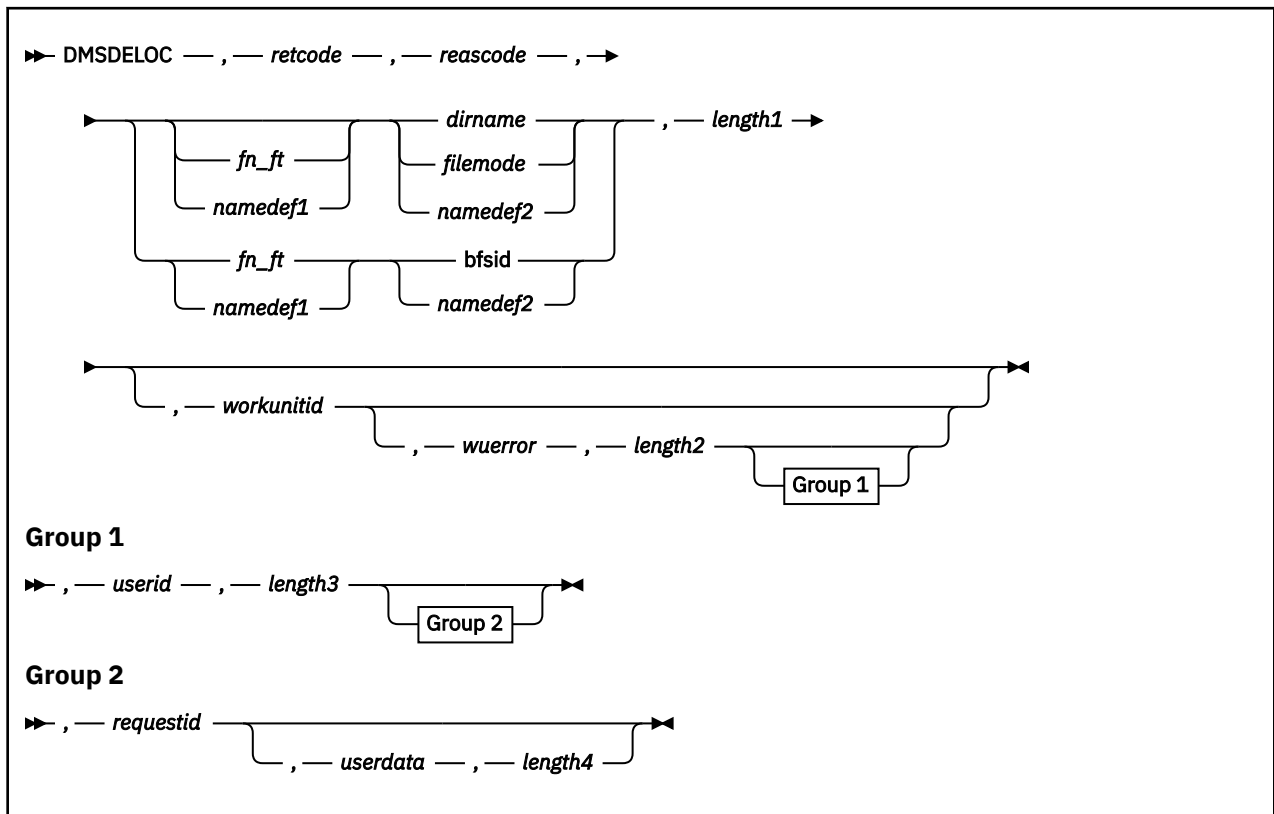 DMSDELOC , retcode , reascode ,
dirname , length1
fn_ft filemode
namedef1 namedef2
fn_ft bfsid
namedef1 namedef2
, workunitid
, wuerror , length2
Group 1
Group 1
, userid , length3
Group 2
Group 2
, requestid
, userdata , length4